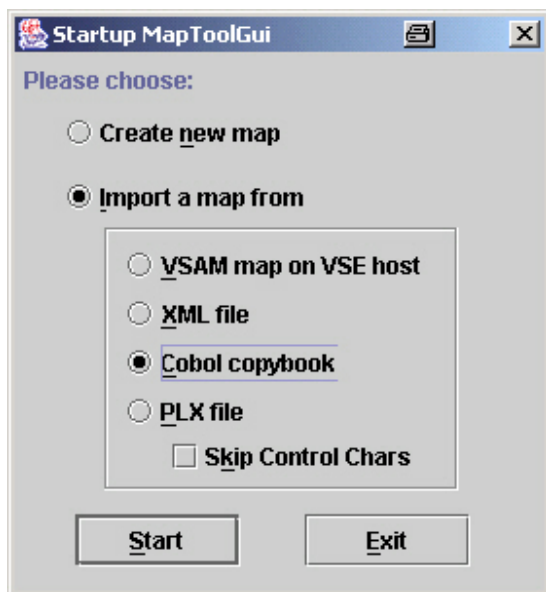 Startup MapToolGui
Please choose:
Create new map
Import a map from
VSAM map on VSE host
XML file
Cobol copybook
PLX file
Skip Control Chars
Start Exit